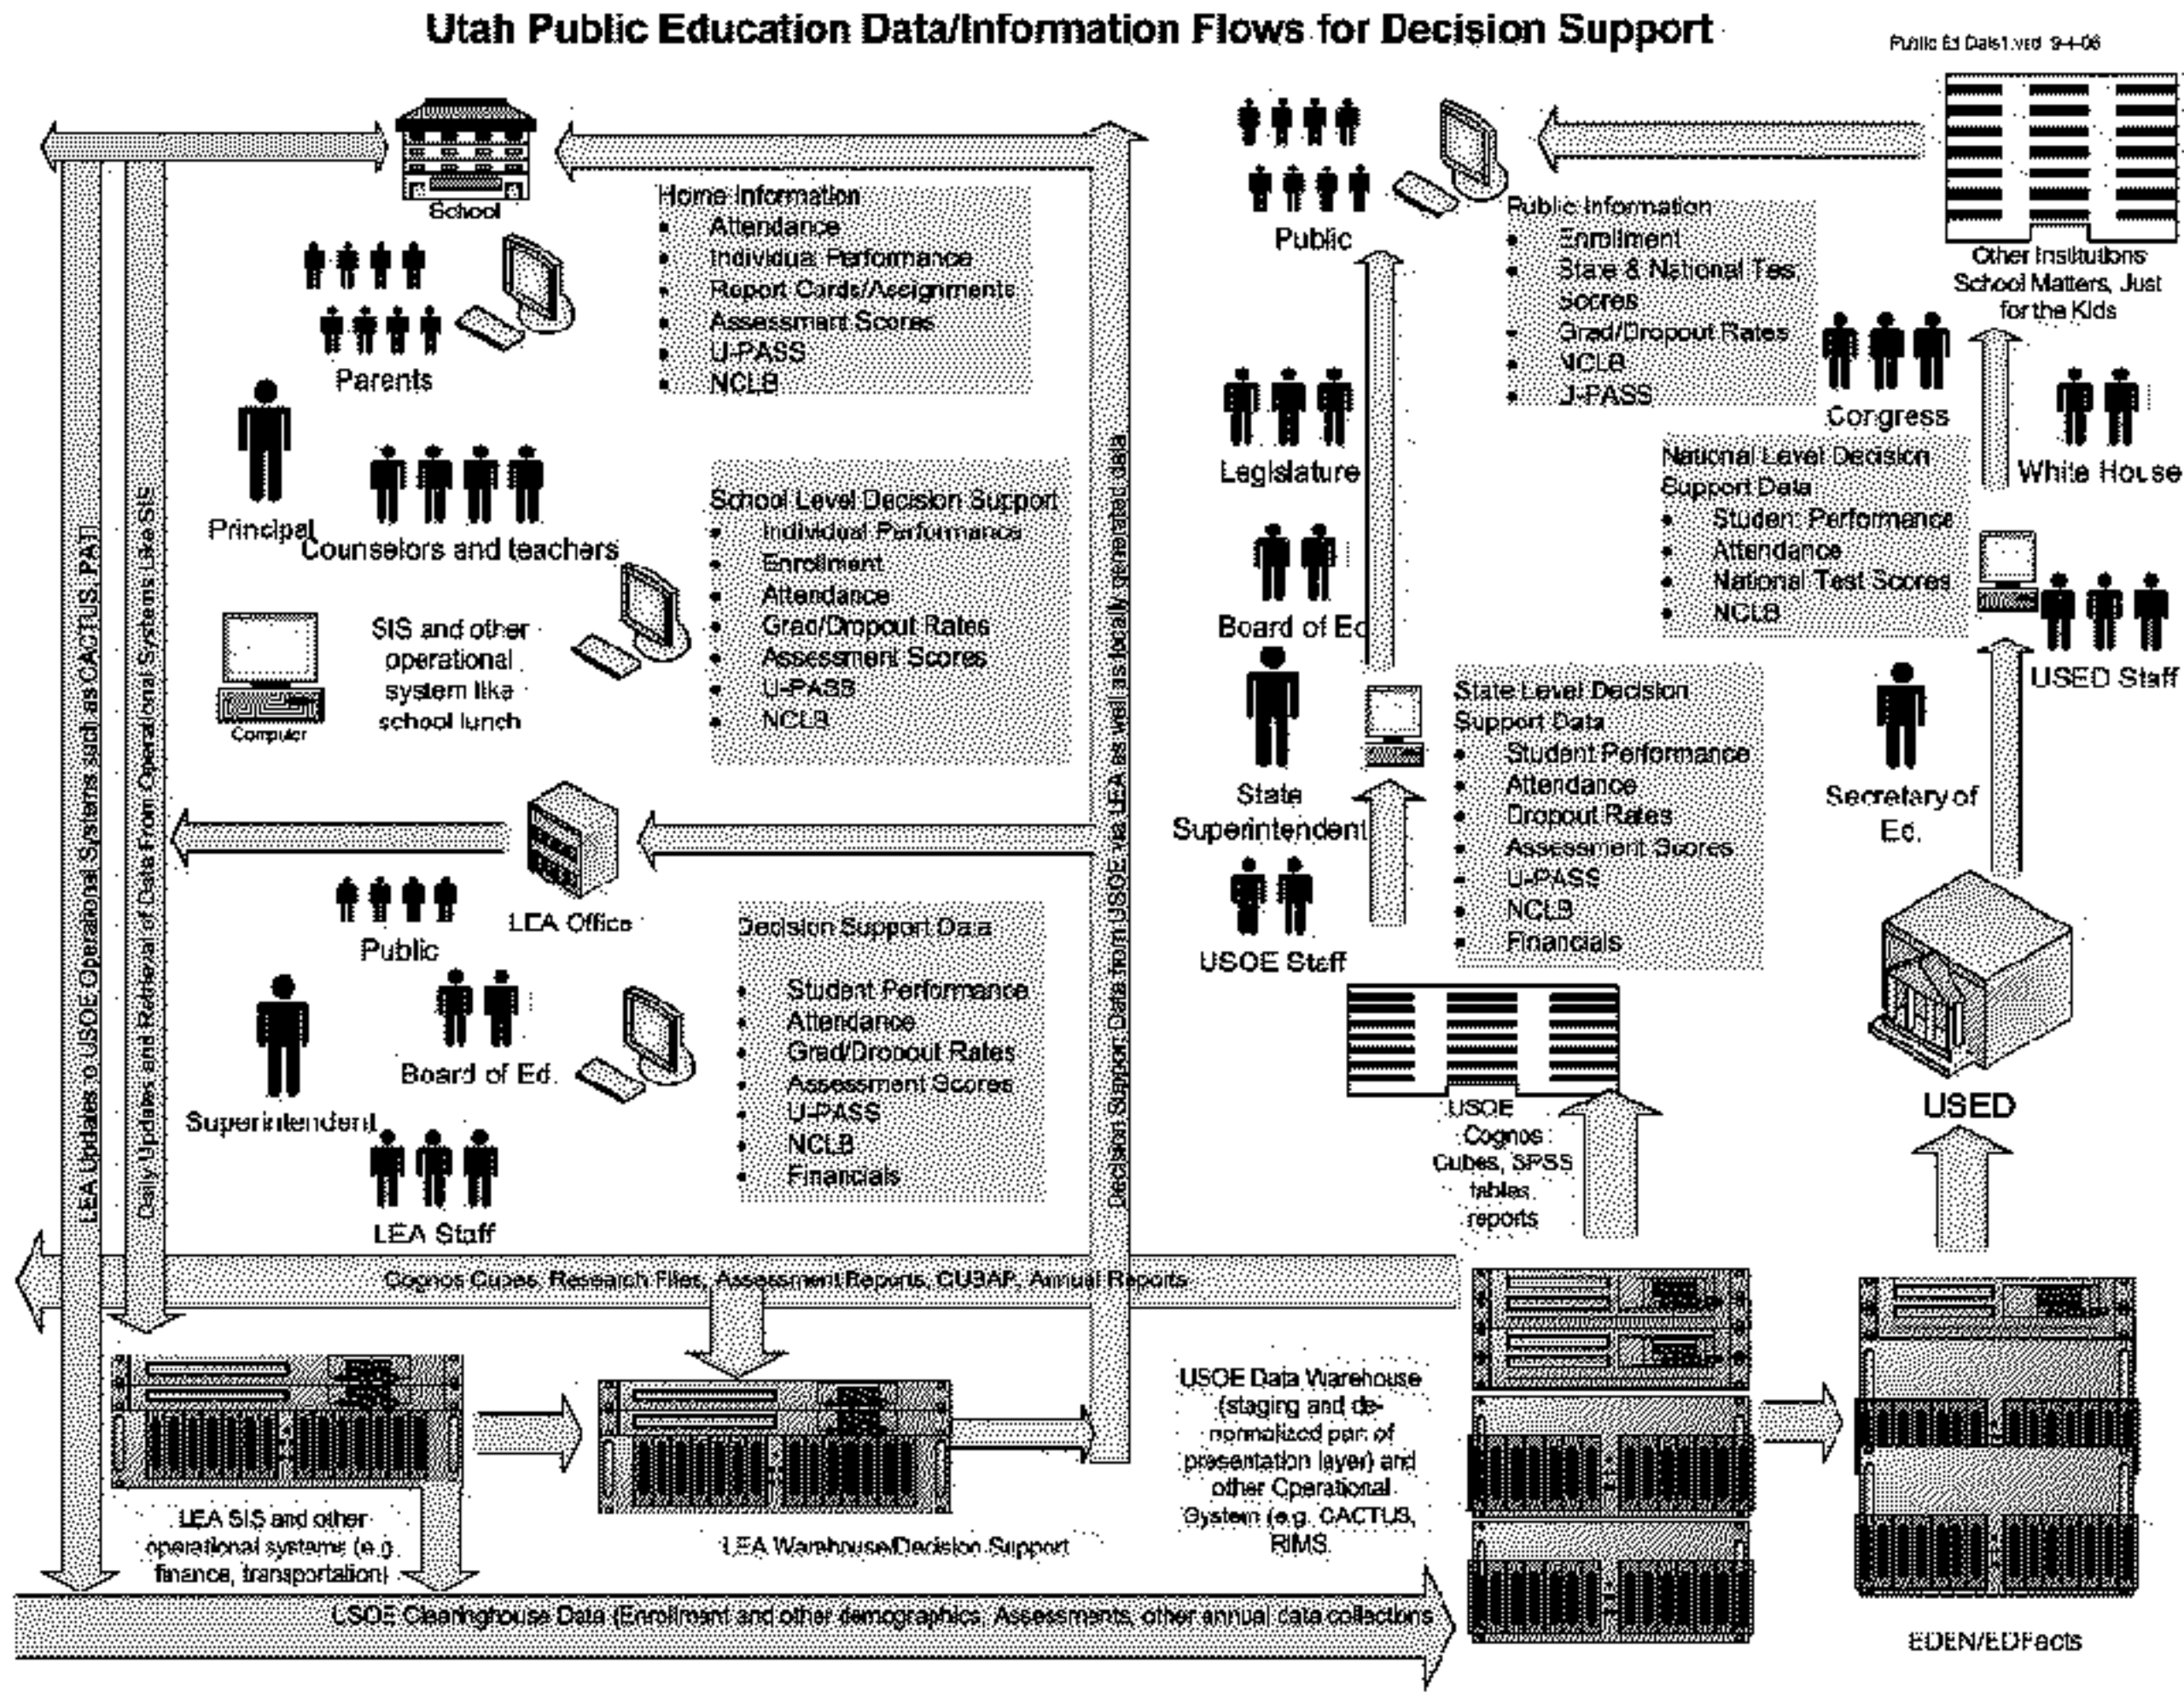 Utah Public Education Data/Information Flows for Decision Support
School
Parents
Principal
Counselors and teachers
Computer
SIS and other
operational
system like
school lunch
Home Information
Attendance
Individual Performance
Report Cards/Assignments
Assessment Scores
U-PASS
NCLB
School Level Decision Support
Individual Performance
Enrollment
Attendance
Grad/Dropout Rates
Assessment Scores
U-PASS
NCLB
LEA Office
Public
Board of Ed.
Superintendent
LEA Staff
Decision Support Data
Student Performance
Attendance
Grad/Dropout Rates
Assessment Scores
U-PASS
NCLB
Financials
LEA Updates o USOE Operational Systems such as CACTUS, PATI
Daily Updates and Retrieval of Data From Operational Systems Like SIS
Decision Support Data from USOE via LEA as well as locally generated data
Public
Legislature
Board of Ed
State
Superintendent
USOE Staff
Public Information
Enrollment
State & National Tes
Scores
Grad/Dropout Rates
NCLB
U-PASS
Other Institutions
School Matters, Just
for the Kids
Congress
White House
National Level Decision
Support Data
Student Performance
Attendance
National Test Scores
NCLB
USED Staff
Secretary of
Ed.
State Level Decision
Support Data
Student Performance
Attendance
Dropout Rates
Assessment Scores
U-PASS
NCLB
Financials
USOE
Cognos
Cubes, SPSS
tables,
reports
USED
Cognos Cubes, Research Files, Assessment Reports, Annual Reports
LEA SIS and other
operational systems (e.g.
finance, transportation)
LEA Warehouse/Decision Support
USOE Data Warehouse
(staging and de-
normalized part of
presentation layer) and
other Operational
System (e.g. CACTUS,
RIMS.
USOE Clearinghouse Data (Enrollment and other demographics, Assessments, other annual data collections
EDEN/EDFacts